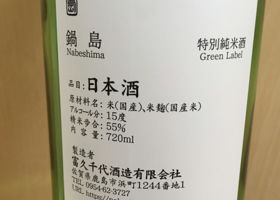 鍋島
Nabeshima
特別純米酒
Green Label
品目:日本酒
原材料名:米(国産)、米麹(国産米)
アルコール分:15度
精米歩合:55%
内容量:720ml
製造者
富久千代酒造有限会社
佐賀県鹿島市浜町1244番地1
TEL 0954-62-3727
URL